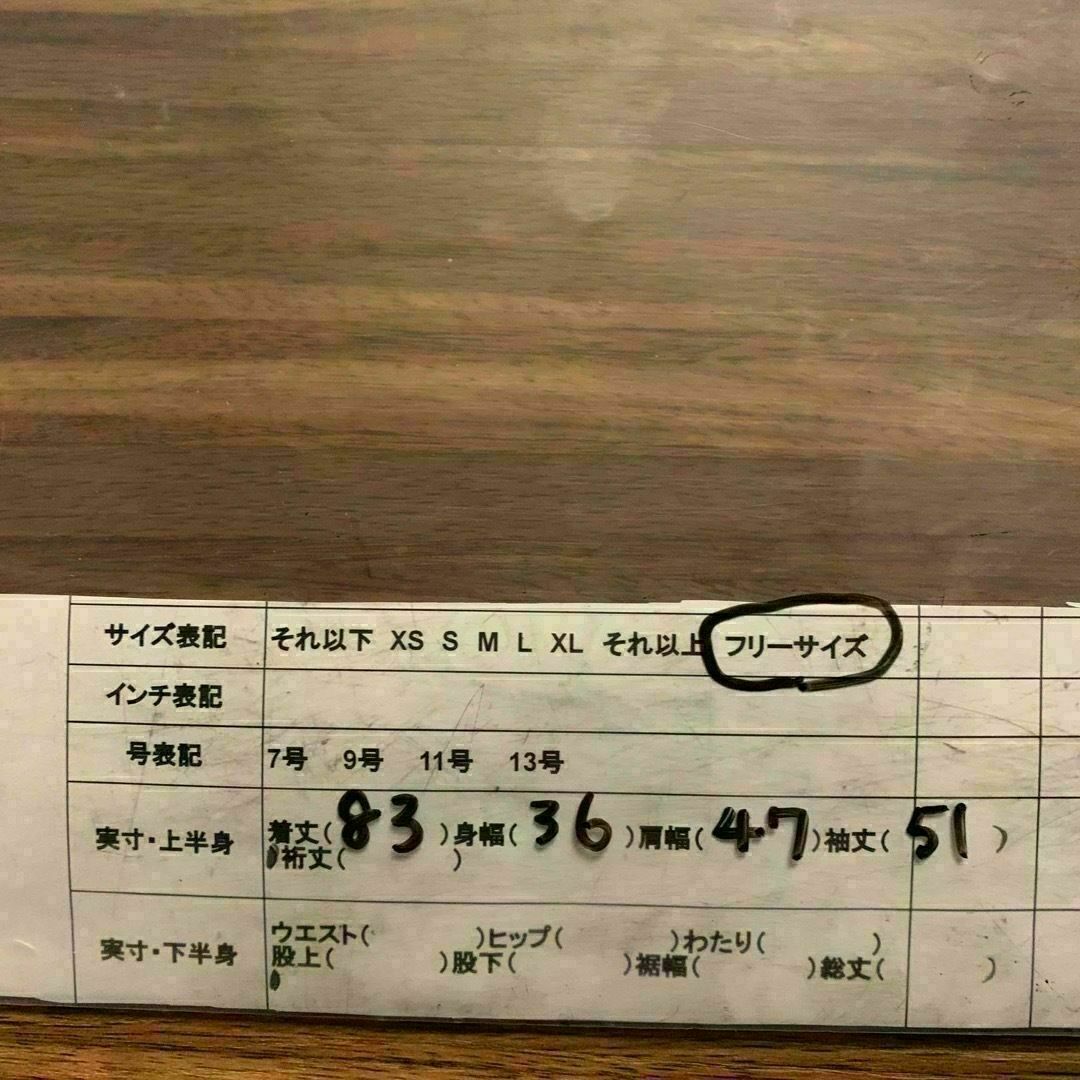 サイズ表記 それ以下 XS S M L XL それ以上 フリーサイズ
インチ表記
号表記 7号 9号 11号 13号
実寸・上半身 着丈(83)身幅(36)肩幅(47)袖丈(51)
裄丈( )
実寸・下半身 ウエスト( )ヒップ( )わたり( )
股上( )股下( )裾幅( )総丈( )